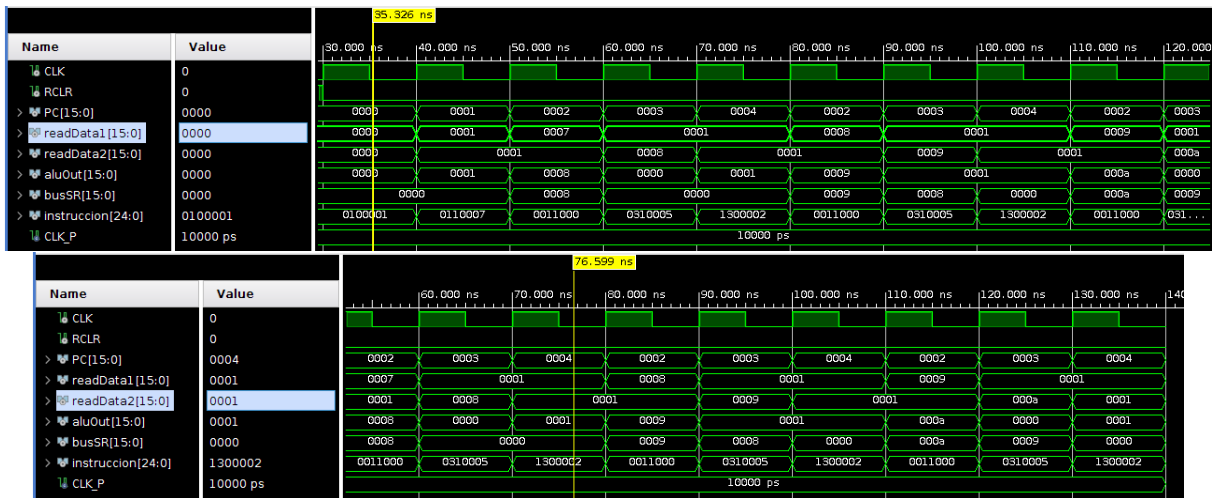 35.326 ns
Name Value 30.000 ns 40.000 ns 50.000 ns 60.000 ns 70.000 ns 80.000 ns 90.000 ns 100.000 ns 110.000 ns 120.000
CLK 0
RCLR 0
PC[15:0] 0000 0000 0001 0002 0003 0004 0002 0003 0004 0002 0003
readData1[15:0] 0000 0000 0001 0007 0001 0008 0001 0009 0001
readData2[15:0] 0000 0000 0001 0008 0001 0009 0001 000a
aluOut[15:0] 0000 0000 0001 0008 0000 0001 0009 0001 000a 0000
busSR[15:0] 0000 0000 0008 0000 0009 0008 0000 000a 0009
instruccion[24:0] 0100001 0100001 0110007 0011000 0310005 1300002 0011000 0310005 1300002 0011000 031...
CLK_P 10000 ps 10000 ps
76.599 ns
Name Value 60.000 ns 70.000 ns 80.000 ns 90.000 ns 100.000 ns 110.000 ns 120.000 ns 130.000 ns 140
CLK 0
RCLR 0
PC[15:0] 0004 0002 0003 0004 0002 0003 0004 0002 0003 0004
readData1[15:0] 0001 0007 0001 0008 0001 0009 0001
readData2[15:0] 0001 0001 0008 0001 0009 0001 000a 0001
aluOut[15:0] 0001 0008 0000 0001 0009 0001 000a 0000 0001
busSR[15:0] 0000 0008 0000 0009 0008 0000 000a 0009 0000
instruccion[24:0] 1300002 0011000 0310005 1300002 0011000 0310005 1300002 0011000 0310005 1300002
CLK_P 10000 ps 10000 ps